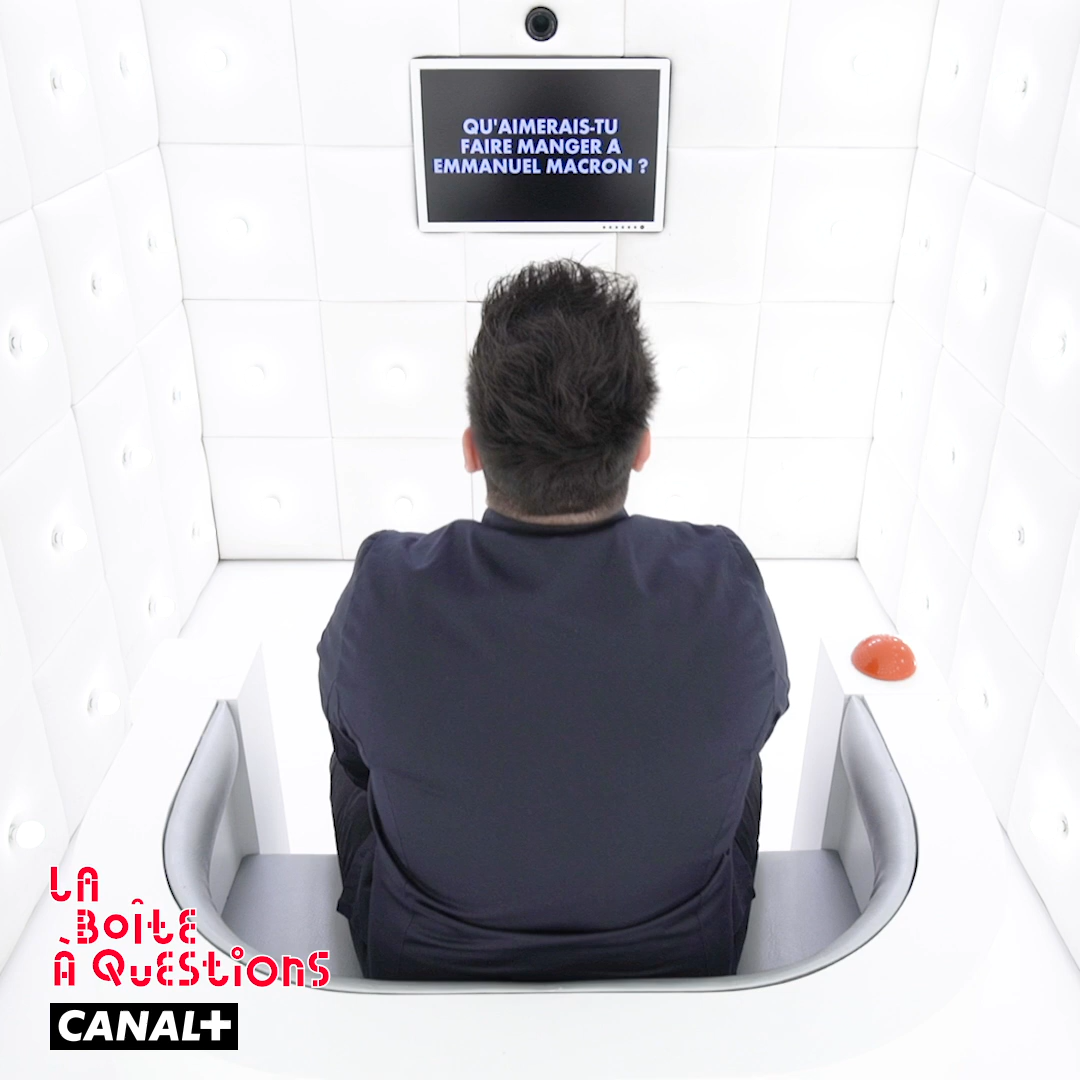 QU'AIMERAIS-TU
FAIRE MANGER A
EMMANUEL MACRON ?
LA
BOÎTE
À QUESTIONS
CANAL+